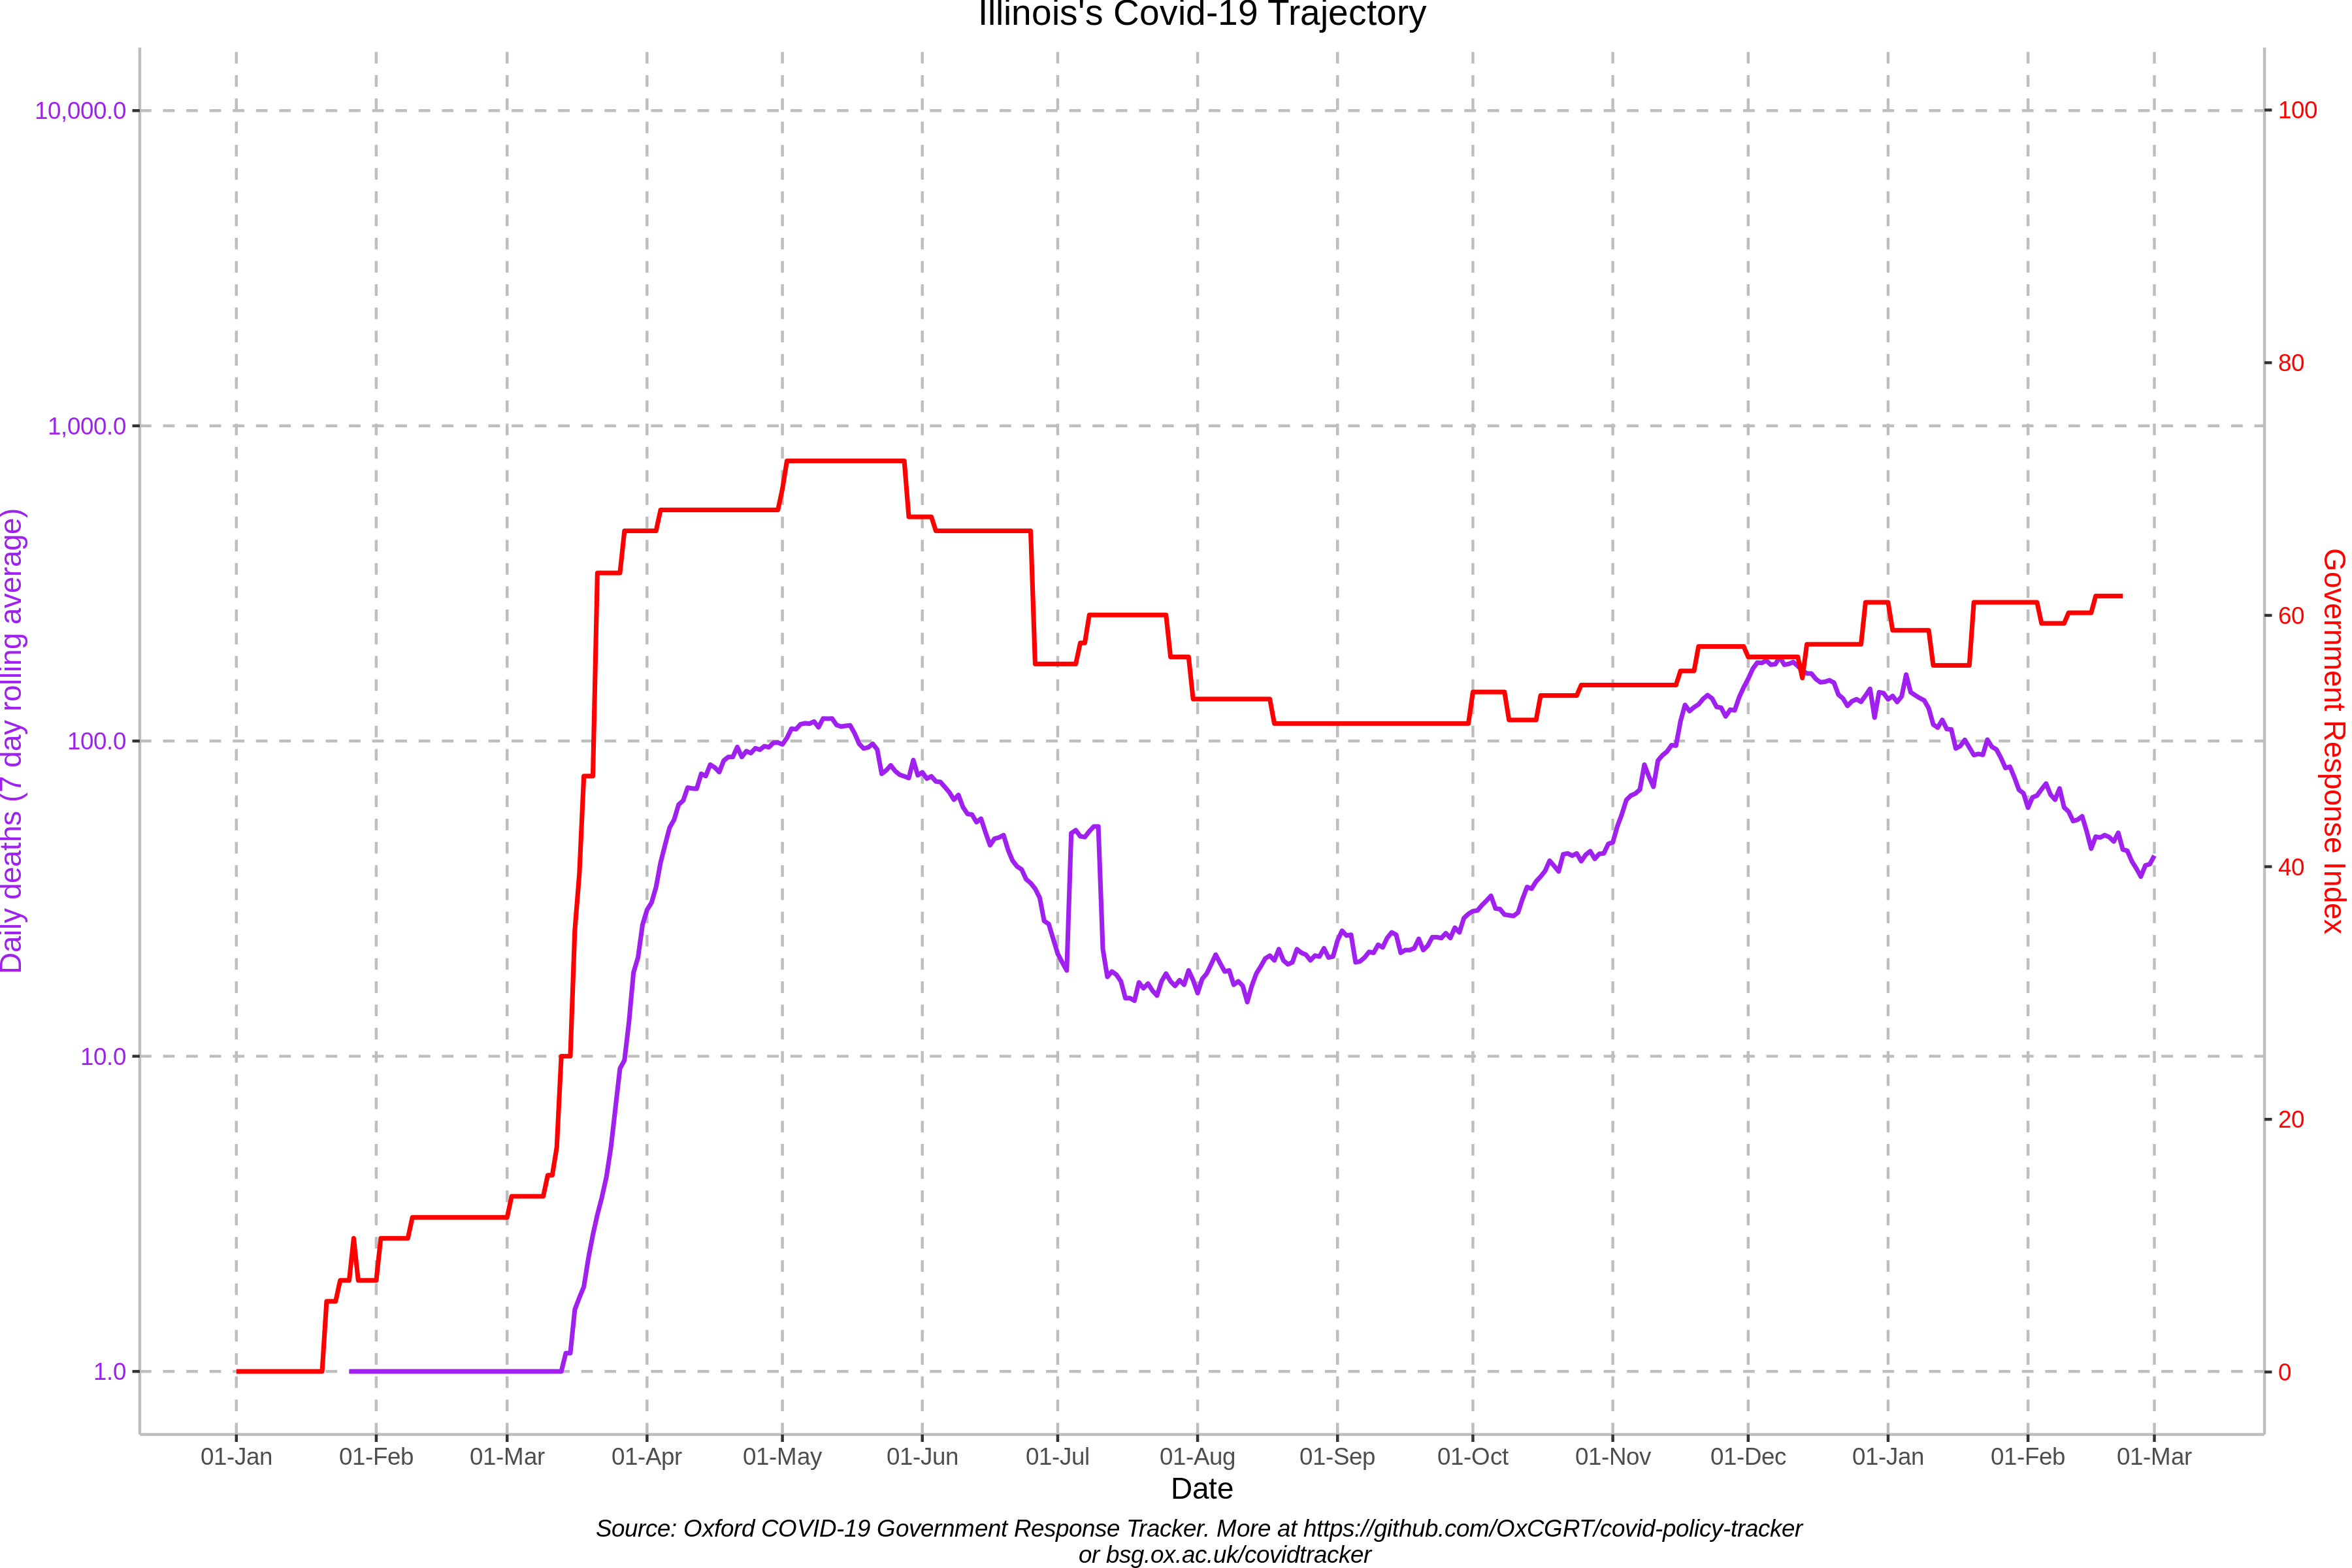 Illinois's Covid-19 Trajectory
10,000.0
1,000.0
100.0
10.0
1.0
Daily deaths (7 day rolling average)
100
80
60
40
20
0
Government Response Index
01-Jan 01-Feb 01-Mar 01-Apr 01-May 01-Jun 01-Jul 01-Aug 01-Sep 01-Oct 01-Nov 01-Dec 01-Jan 01-Feb 01-Mar
Date
Source: Oxford COVID-19 Government Response Tracker. More at https://github.com/OxCGRT/covid-policy-tracker
or bsg.ox.ac.uk/covidtracker